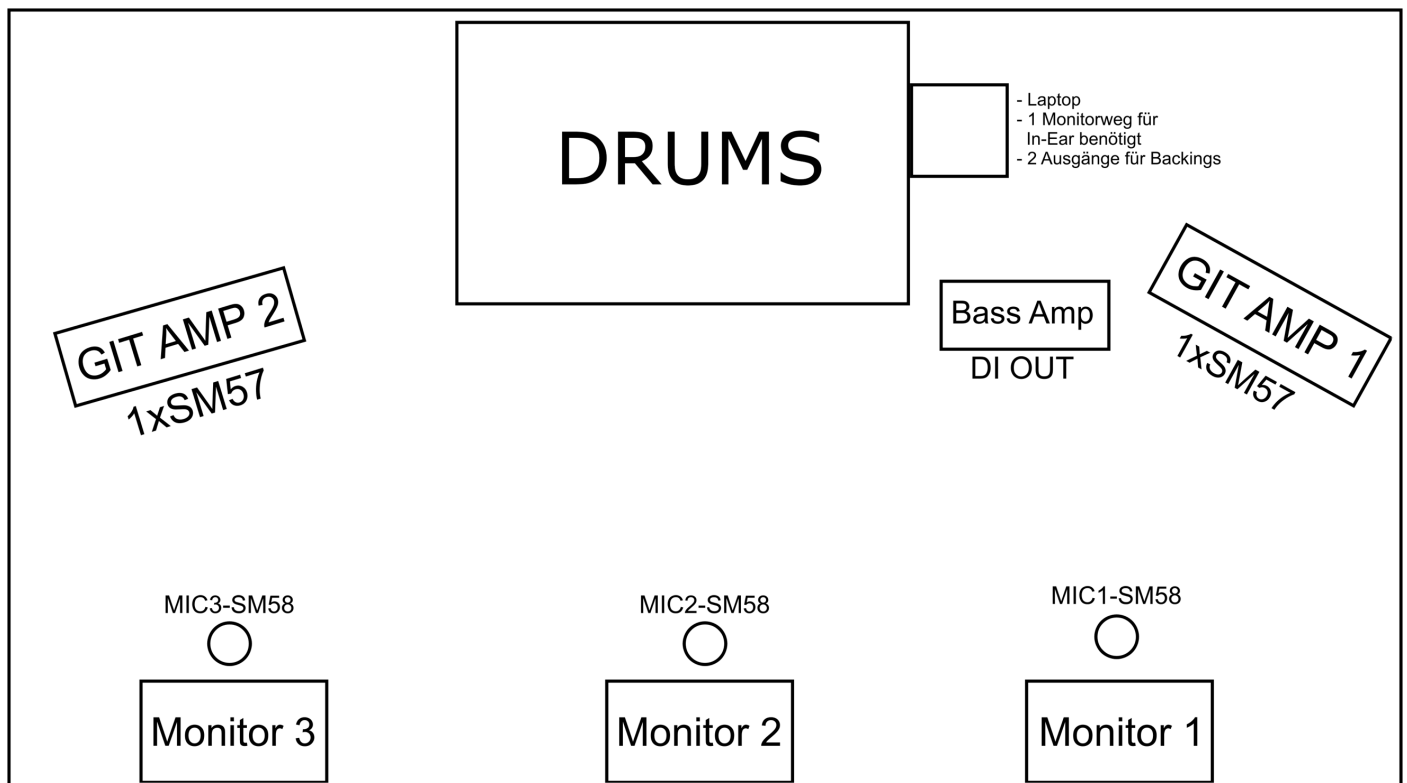 DRUMS
- Laptop
- 1 Monitorweg für
In-Ear benötigt
- 2 Ausgänge für Backings
GIT AMP 2
1xSM57
Bass Amp
DI OUT
GIT AMP 1
1xSM57
MIC3-SM58
MIC2-SM58
MIC1-SM58
Monitor 3
Monitor 2
Monitor 1